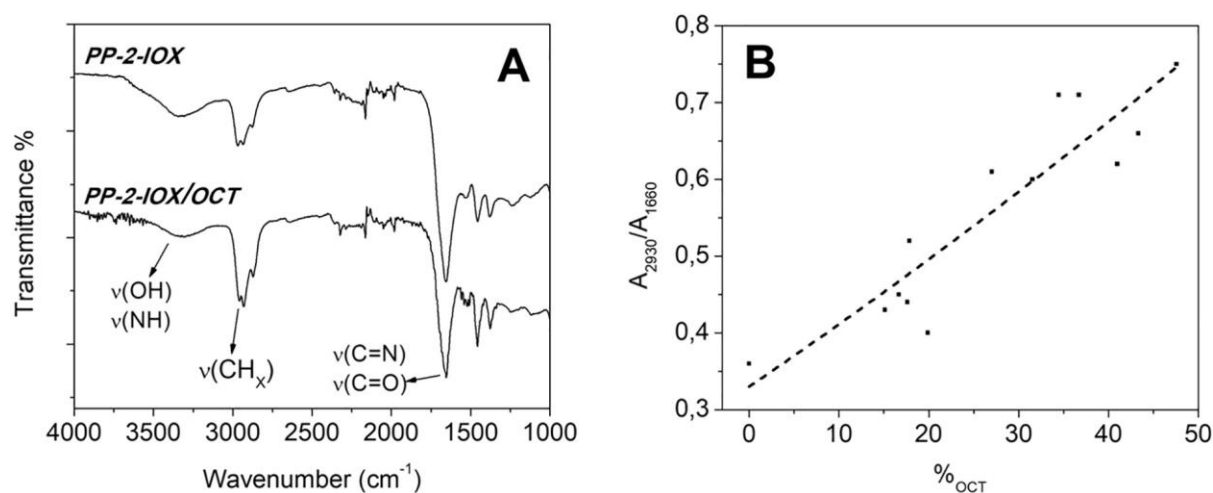 PP-2-IOX
A
PP-2-IOX/OCT
ν(OH)
ν(NH)
ν(CHX)
ν(C=N)
ν(C=O)
Transmittance %
4000 3500 3000 2500 2000 1500 1000
Wavenumber (cm-1)
B
0,8
0,7
0,6
0,5
0,4
0,3
A2930/A1660
0 10 20 30 40 50
%OCT